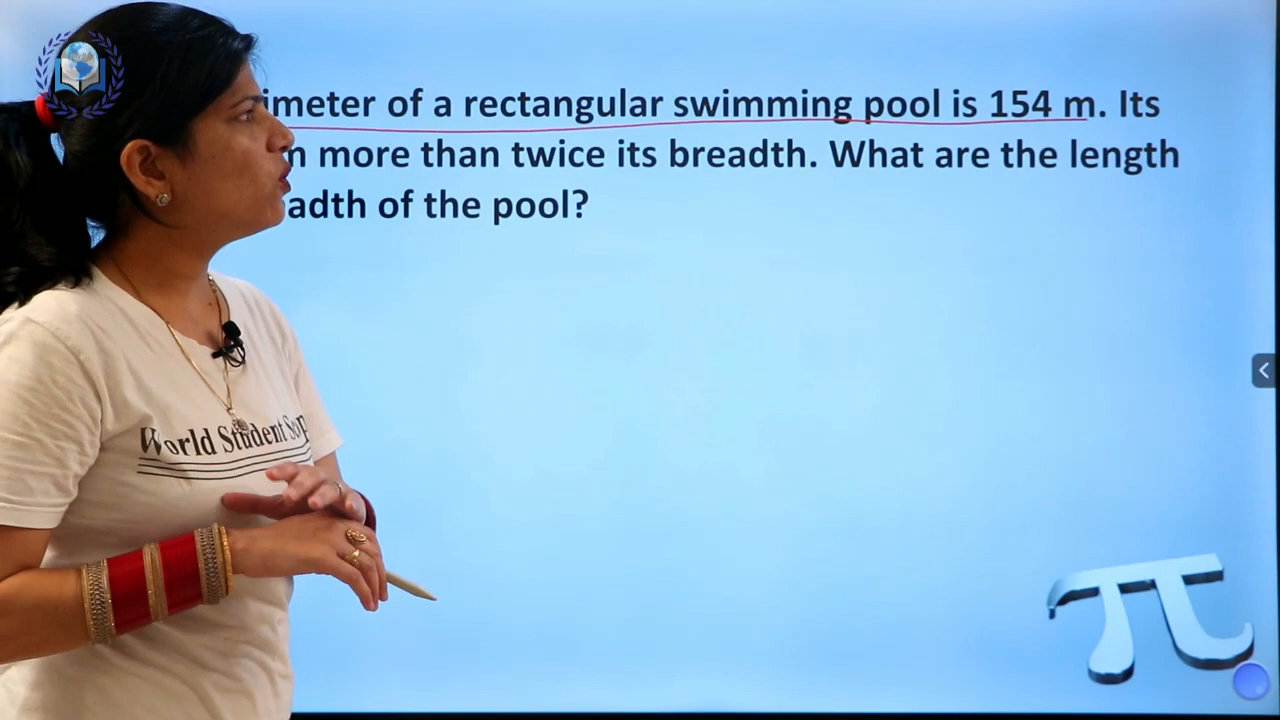 imeter of a rectangular swimming pool is 154 m. Its
m more than twice its breadth. What are the length
adth of the pool?
World Student Sop
π